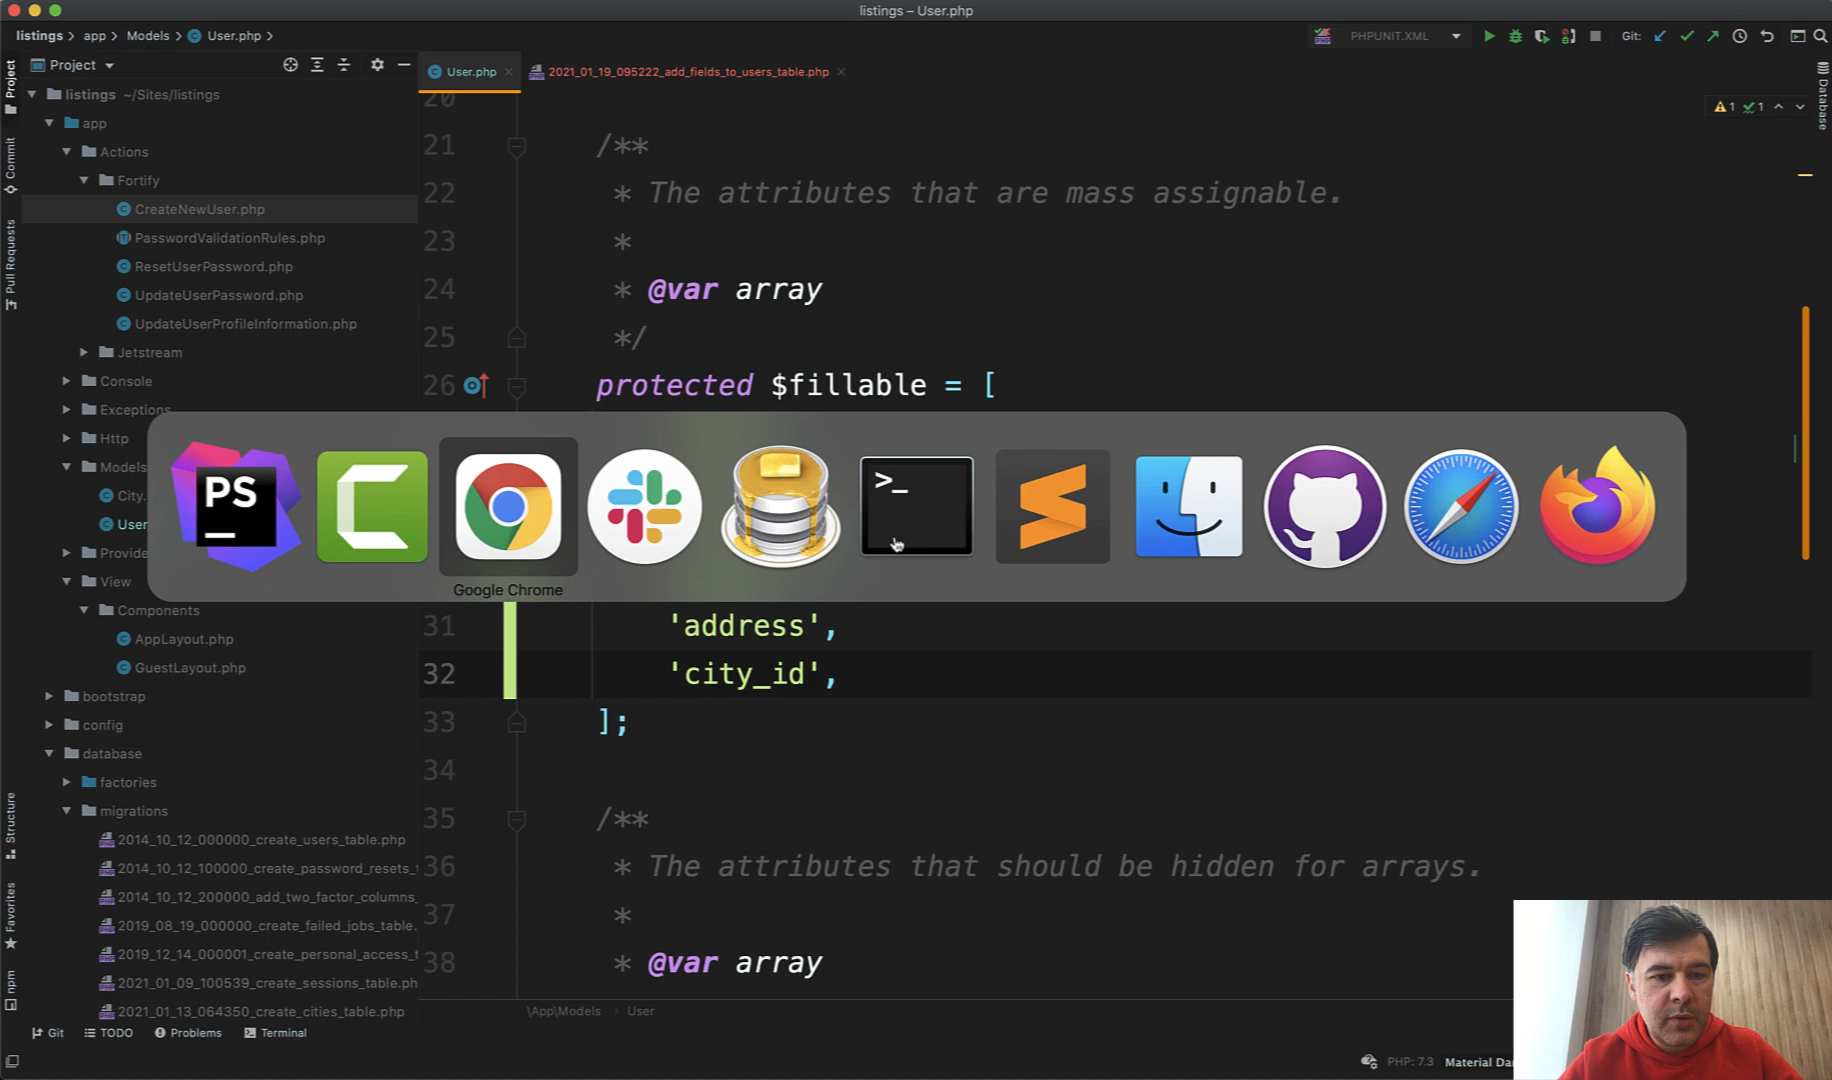 listings – User.php
listings > app > Models > User.php >
PHPUNIT.XML
Git:
Project
User.php
2021_01_19_095222_add_fields_to_users_table.php
1 1
Project
Commit
Pull Requests
Structure
Favorites
npm
Database
listings ~/Sites/listings
app
Actions
Fortify
CreateNewUser.php
PasswordValidationRules.php
ResetUserPassword.php
UpdateUserPassword.php
UpdateUserProfileInformation.php
Jetstream
Console
Exceptions
Http
Models
City.
User
Provide
View
Components
AppLayout.php
GuestLayout.php
bootstrap
config
database
factories
migrations
2014_10_12_000000_create_users_table.php
2014_10_12_100000_create_password_resets_t
2014_10_12_200000_add_two_factor_columns_
2019_08_19_000000_create_failed_jobs_table.
2019_12_14_000001_create_personal_access_t
2021_01_09_100539_create_sessions_table.ph
2021_01_13_064350_create_cities_table.php
20
21 /**
22 * The attributes that are mass assignable.
23 *
24 * @var array
25 */
26 protected $fillable = [
PS
>_
Google Chrome
31 'address',
32 'city_id',
33 ];
34
35 /**
36 * The attributes that should be hidden for arrays.
37 *
38 * @var array
\App\Models > User
Git TODO Problems Terminal
PHP: 7.3 Material Da